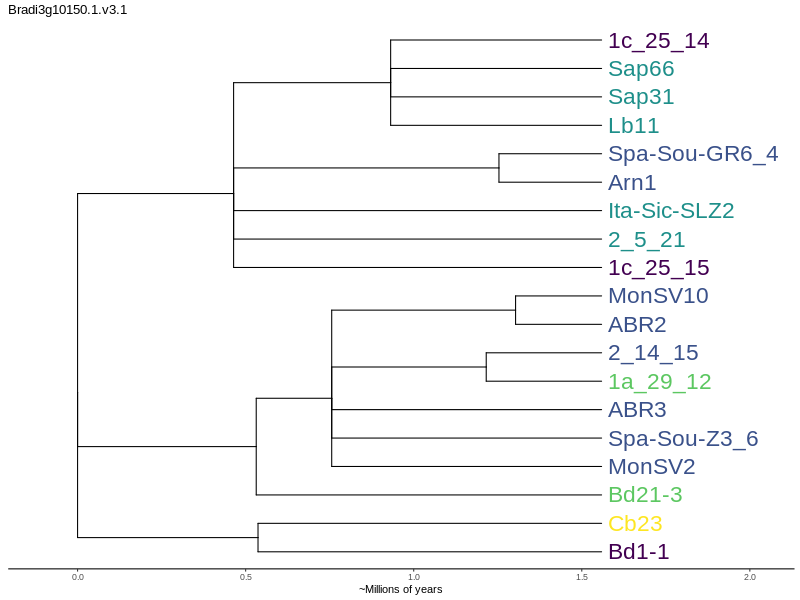 Bradi3g10150.1.v3.1
1c_25_14
Sap66
Sap31
Lb11
Spa-Sou-GR6_4
Arn1
Ita-Sic-SLZ2
2_5_21
1c_25_15
MonSV10
ABR2
2_14_15
1a_29_12
ABR3
Spa-Sou-Z3_6
MonSV2
Bd21-3
Cb23
Bd1-1
0.0 0.5 1.0 1.5 2.0
~Millions of years